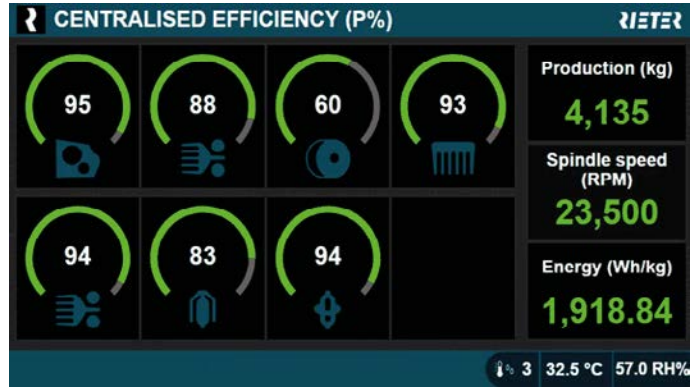 CENTRALISED EFFICIENCY (P%)
RIETER
95
88
60
93
94
83
94
Production (kg)
4,135
Spindle speed
(RPM)
23,500
Energy (Wh/kg)
1,918.84
3
32.5 °C
57.0 RH%